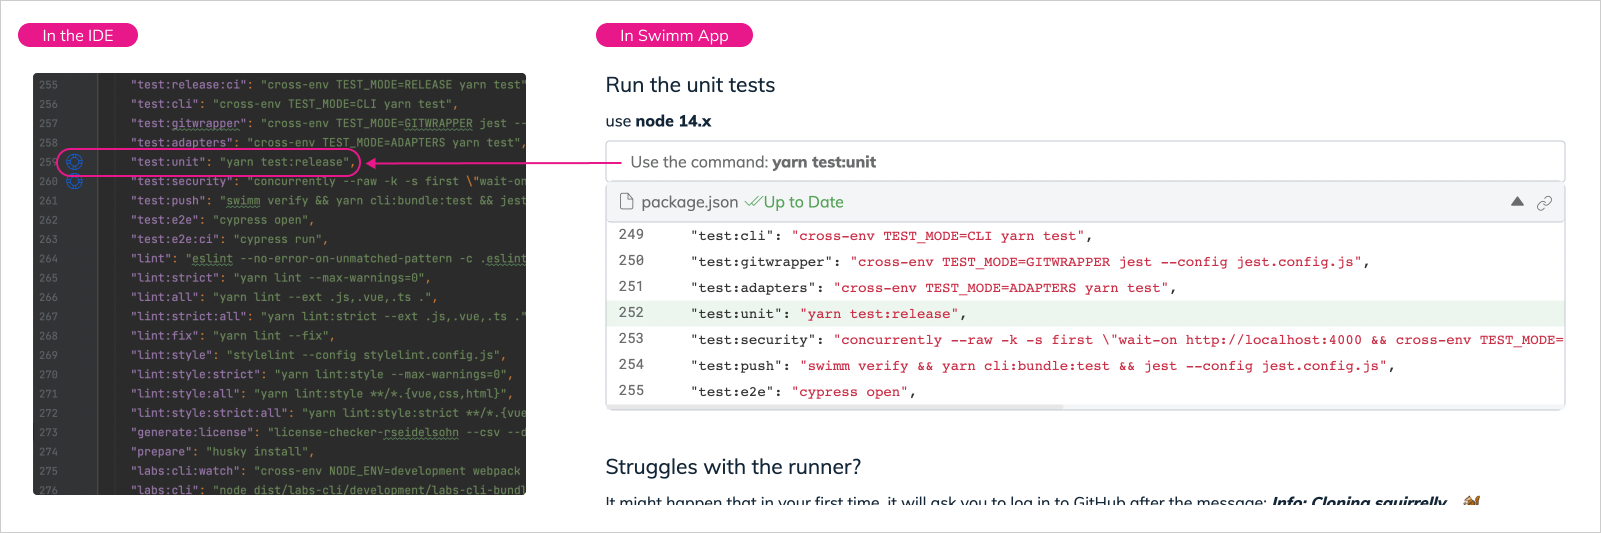 In the IDE
255 "test:release:ci": "cross-env TEST_MODE=RELEASE yarn test"
256 "test:cli": "cross-env TEST_MODE=CLI yarn test",
257 "test:gitwrapper": "cross-env TEST_MODE=GITWRAPPER jest --
258 "test:adapters": "cross-env TEST_MODE=ADAPTERS yarn test",
259 "test:unit": "yarn test:release",
260 "test:security": "concurrently --raw -k -s first \"wait-on
261 "test:push": "swimm verify && yarn cli:bundle:test && jest
262 "test:e2e": "cypress open",
263 "test:e2e:ci": "cypress run",
264 "lint": "eslint --no-error-on-unmatched-pattern -c .eslint
265 "lint:strict": "yarn lint --max-warnings=0",
266 "lint:all": "yarn lint --ext .js,.vue,.ts .",
267 "lint:strict:all": "yarn lint:strict --ext .js,.vue,.ts ."
268 "lint:fix": "yarn lint --fix",
269 "lint:style": "stylelint --config stylelint.config.js",
270 "lint:style:strict": "yarn lint:style --max-warnings=0",
271 "lint:style:all": "yarn lint:style **/*.{vue,css,html}",
272 "lint:style:strict:all": "yarn lint:style:strict **/*.{vue
273 "generate:license": "license-checker-rseidelsohn --csv --d
274 "prepare": "husky install",
275 "labs:cli:watch": "cross-env NODE_ENV=development webpack
276 "labs:cli": "node dist/labs-cli/development/labs-cli-bundl
In Swimm App
Run the unit tests
use node 14.x
Use the command: yarn test:unit
package.json Up to Date
249 "test:cli": "cross-env TEST_MODE=CLI yarn test",
250 "test:gitwrapper": "cross-env TEST_MODE=GITWRAPPER jest --config jest.config.js",
251 "test:adapters": "cross-env TEST_MODE=ADAPTERS yarn test",
252 "test:unit": "yarn test:release",
253 "test:security": "concurrently --raw -k -s first \"wait-on http://localhost:4000 && cross-env TEST_MODE=
254 "test:push": "swimm verify && yarn cli:bundle:test && jest --config jest.config.js",
255 "test:e2e": "cypress open",
Struggles with the runner?
It might happen that in your first time, it will ask you to log in to GitHub after the message: Info: Cloning squirrelly